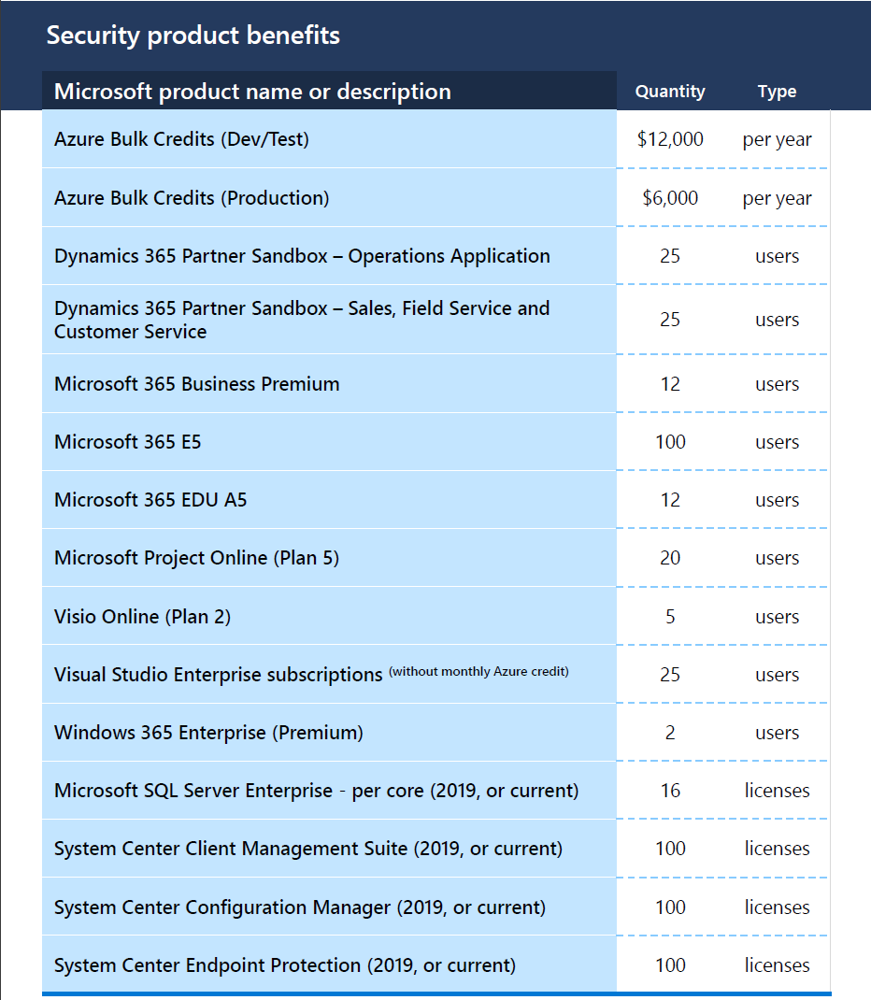 Security product benefits
Microsoft product name or description Quantity Type
Azure Bulk Credits (Dev/Test) $12,000 per year
Azure Bulk Credits (Production) $6,000 per year
Dynamics 365 Partner Sandbox – Operations Application 25 users
Dynamics 365 Partner Sandbox – Sales, Field Service and
Customer Service 25 users
Microsoft 365 Business Premium 12 users
Microsoft 365 E5 100 users
Microsoft 365 EDU A5 12 users
Microsoft Project Online (Plan 5) 20 users
Visio Online (Plan 2) 5 users
Visual Studio Enterprise subscriptions (without monthly Azure credit) 25 users
Windows 365 Enterprise (Premium) 2 users
Microsoft SQL Server Enterprise - per core (2019, or current) 16 licenses
System Center Client Management Suite (2019, or current) 100 licenses
System Center Configuration Manager (2019, or current) 100 licenses
System Center Endpoint Protection (2019, or current) 100 licenses